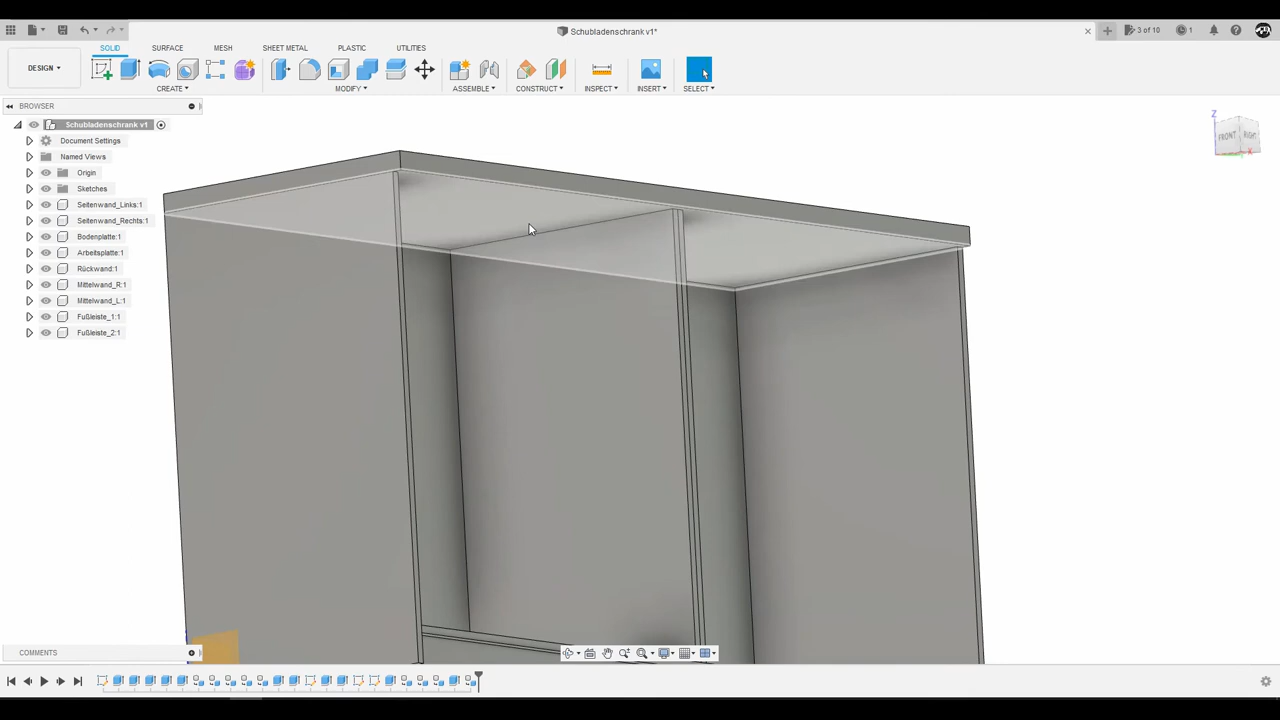 Schubladenschrank v1*
3 of 10
1
DESIGN
SOLID
SURFACE
MESH
SHEET METAL
PLASTIC
UTILITIES
CREATE
MODIFY
ASSEMBLE
CONSTRUCT
INSPECT
INSERT
SELECT
BROWSER
Schubladenschrank v1
Document Settings
Named Views
Origin
Sketches
Seitenwand_Links:1
Seitenwand_Rechts:1
Bodenplatte:1
Arbeitsplatte:1
Rückwand:1
Mittelwand_R:1
Mittelwand_L:1
Fußleiste_1:1
Fußleiste_2:1
Z
FRONT
RIGHT
X
COMMENTS